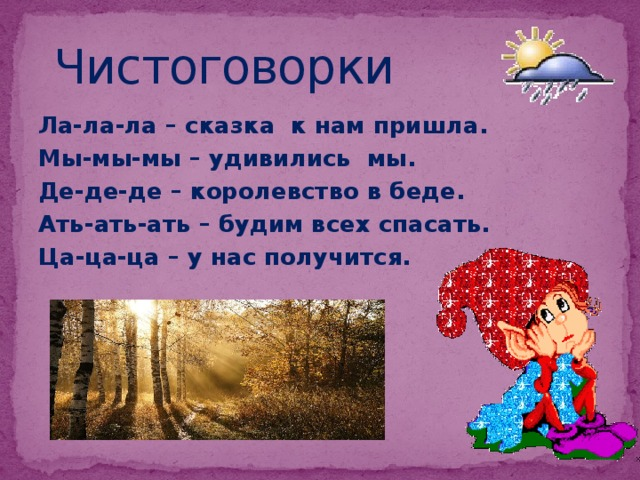 Чистоговорки
Ла-ла-ла – сказка к нам пришла.
Мы-мы-мы – удивились мы.
Де-де-де – королевство в беде.
Ать-ать-ать – будим всех спасать.
Ца-ца-ца – у нас получится.